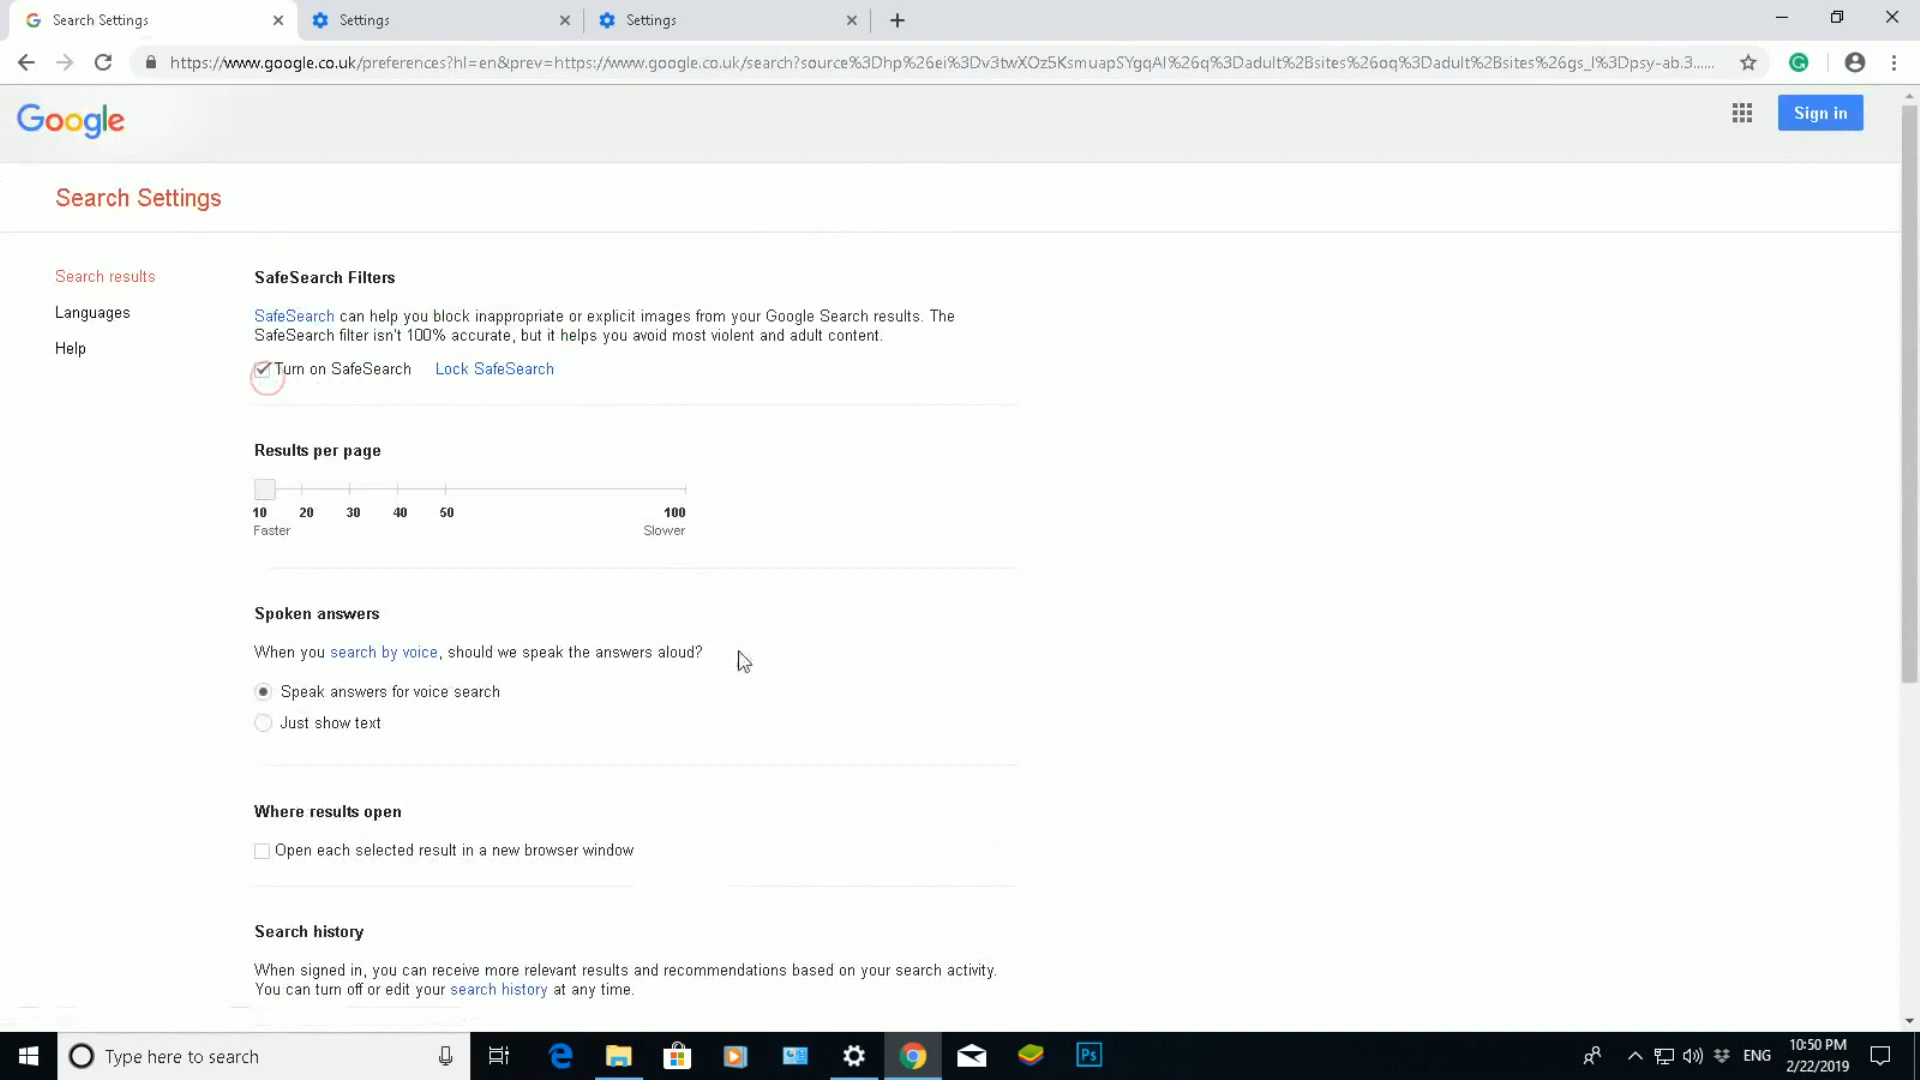 Search Settings
Settings
Settings
https://www.google.co.uk/preferences?hl=en&prev=https://www.google.co.uk/search?source%3Dhp%26ei%3Dv3twXOz5KsmuapSYgqAI%26q%3Dadult%2Bsites%26oq%3Dadult%2Bsites%26gs_l%3Dpsy-ab.3......
Google
Sign in
Search Settings
Search results
Languages
Help
SafeSearch Filters
SafeSearch can help you block inappropriate or explicit images from your Google Search results. The
SafeSearch filter isn't 100% accurate, but it helps you avoid most violent and adult content.
Turn on SafeSearch Lock SafeSearch
Results per page
10 20 30 40 50 100
Faster Slower
Spoken answers
When you search by voice, should we speak the answers aloud?
Speak answers for voice search
Just show text
Where results open
Open each selected result in a new browser window
Search history
When signed in, you can receive more relevant results and recommendations based on your search activity.
You can turn off or edit your search history at any time.
Type here to search
Ps
ENG
10:50 PM
2/22/2019